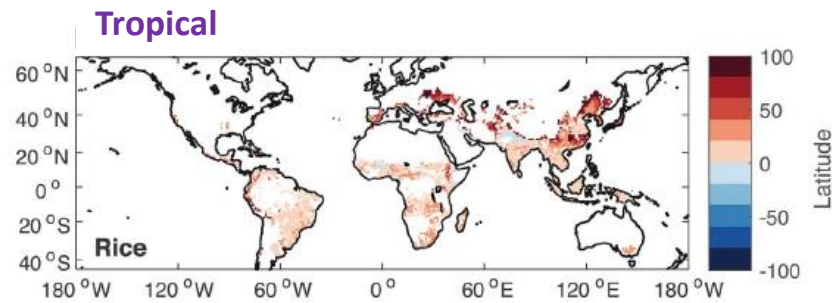 Tropical
60 °N
40 °N
20 °N
0 °
20 °S
40 °S
Rice
180 °W
120 °W
60 °W
0 °
60 °E
120 °E
180 °W
100
50
0
-50
-100
Latitude